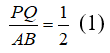 PQ/AB = 1/2 (1)